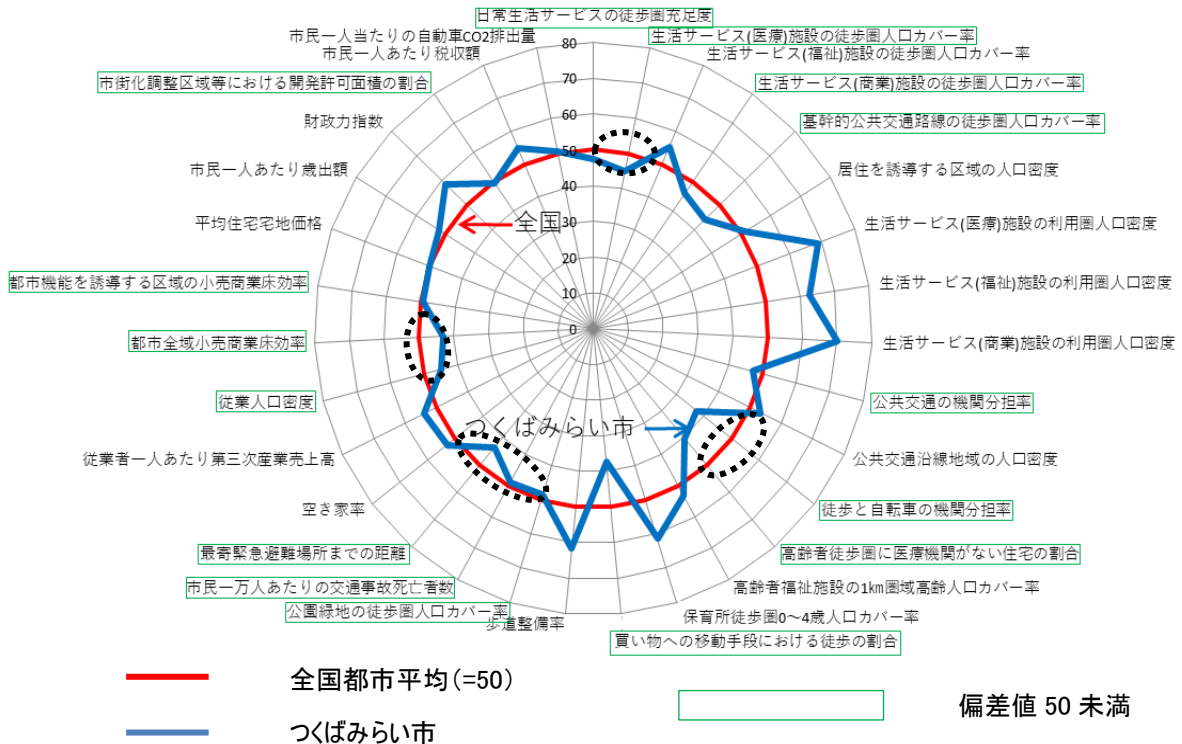 日常生活サービスの徒歩圏充足度
生活サービス(医療)施設の徒歩圏人口カバー率
生活サービス(福祉)施設の徒歩圏人口カバー率
生活サービス(商業)施設の徒歩圏人口カバー率
基幹的公共交通路線の徒歩圏人口カバー率
居住を誘導する区域の人口密度
生活サービス(医療)施設の利用圏人口密度
生活サービス(福祉)施設の利用圏人口密度
生活サービス(商業)施設の利用圏人口密度
公共交通の機関分担率
公共交通沿線地域の人口密度
徒歩と自転車の機関分担率
高齢者徒歩圏に医療機関がない住宅の割合
高齢者福祉施設の1㎞圏域高齢人口カバー率
保育所徒歩圏0～4歳人口カバー率
買い物への移動手段における徒歩の割合
歩道整備率
公園緑地の徒歩圏人口カバー率
市民一万人あたりの交通事故死亡者数
最寄緊急避難場所までの距離
空き家率
従業者一人あたり第三次産業売上高
従業人口密度
都市全域小売商業床効率
都市機能を誘導する区域の小売商業床効率
平均住宅宅地価格
市民一人あたり歳出額
財政力指数
市街化調整区域等における開発許可面積の割合
市民一人あたり税収額
市民一人当たりの自動車CO2排出量
80
70
60
50
40
30
20
10
0
全国
つくばみらい市
全国都市平均(=50)
つくばみらい市
偏差値 50 未満